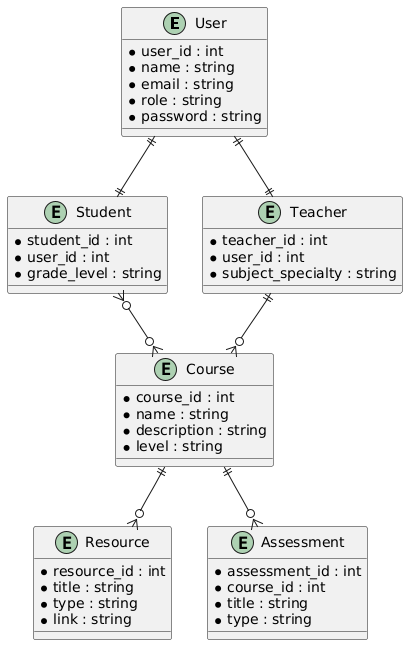 E User
user_id : int
name : string
email : string
role : string
password : string
E Student
student_id : int
user_id : int
grade_level : string
E Teacher
teacher_id : int
user_id : int
subject_specialty : string
E Course
course_id : int
name : string
description : string
level : string
E Resource
resource_id : int
title : string
type : string
link : string
E Assessment
assessment_id : int
course_id : int
title : string
type : string